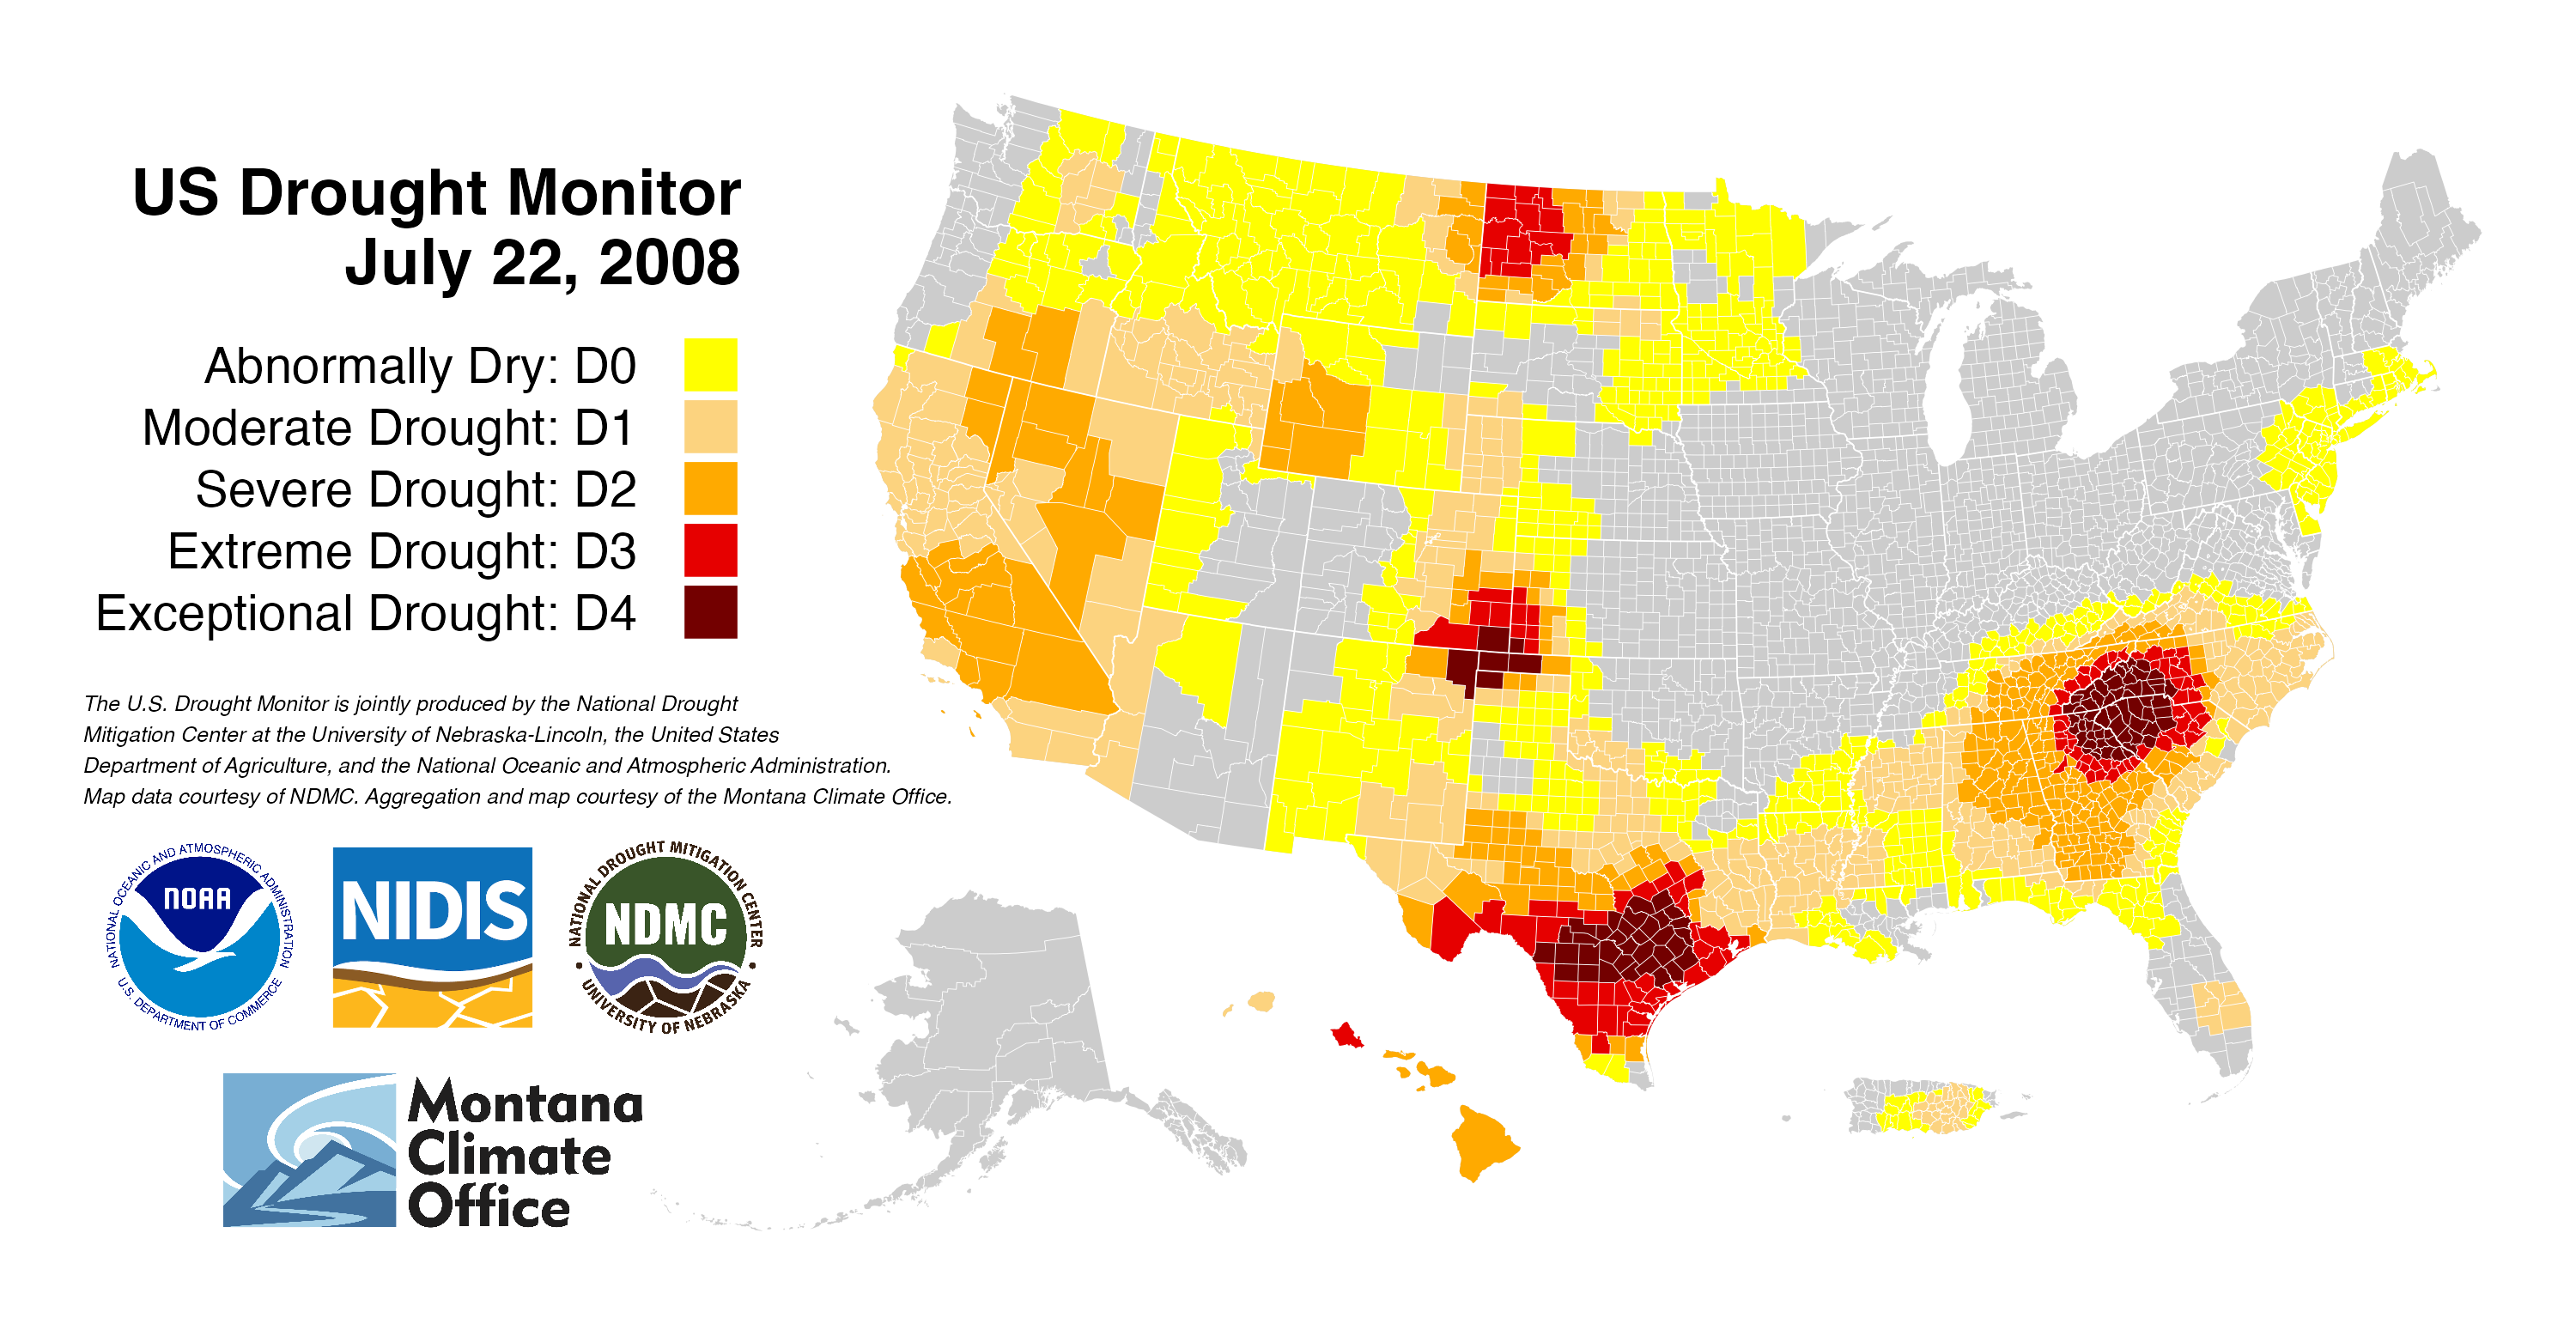 US Drought Monitor
July 22, 2008
Abnormally Dry: D0
Moderate Drought: D1
Severe Drought: D2
Extreme Drought: D3
Exceptional Drought: D4
The U.S. Drought Monitor is jointly produced by the National Drought
Mitigation Center at the University of Nebraska-Lincoln, the United States
Department of Agriculture, and the National Oceanic and Atmospheric Administration.
Map data courtesy of NDMC. Aggregation and map courtesy of the Montana Climate Office.
NATIONAL OCEANIC AND ATMOSPHERIC ADMINISTRATION
NOAA
U.S. DEPARTMENT OF COMMERCE
NIDIS
NATIONAL DROUGHT MITIGATION CENTER
NDMC
UNIVERSITY OF NEBRASKA
Montana
Climate
Office